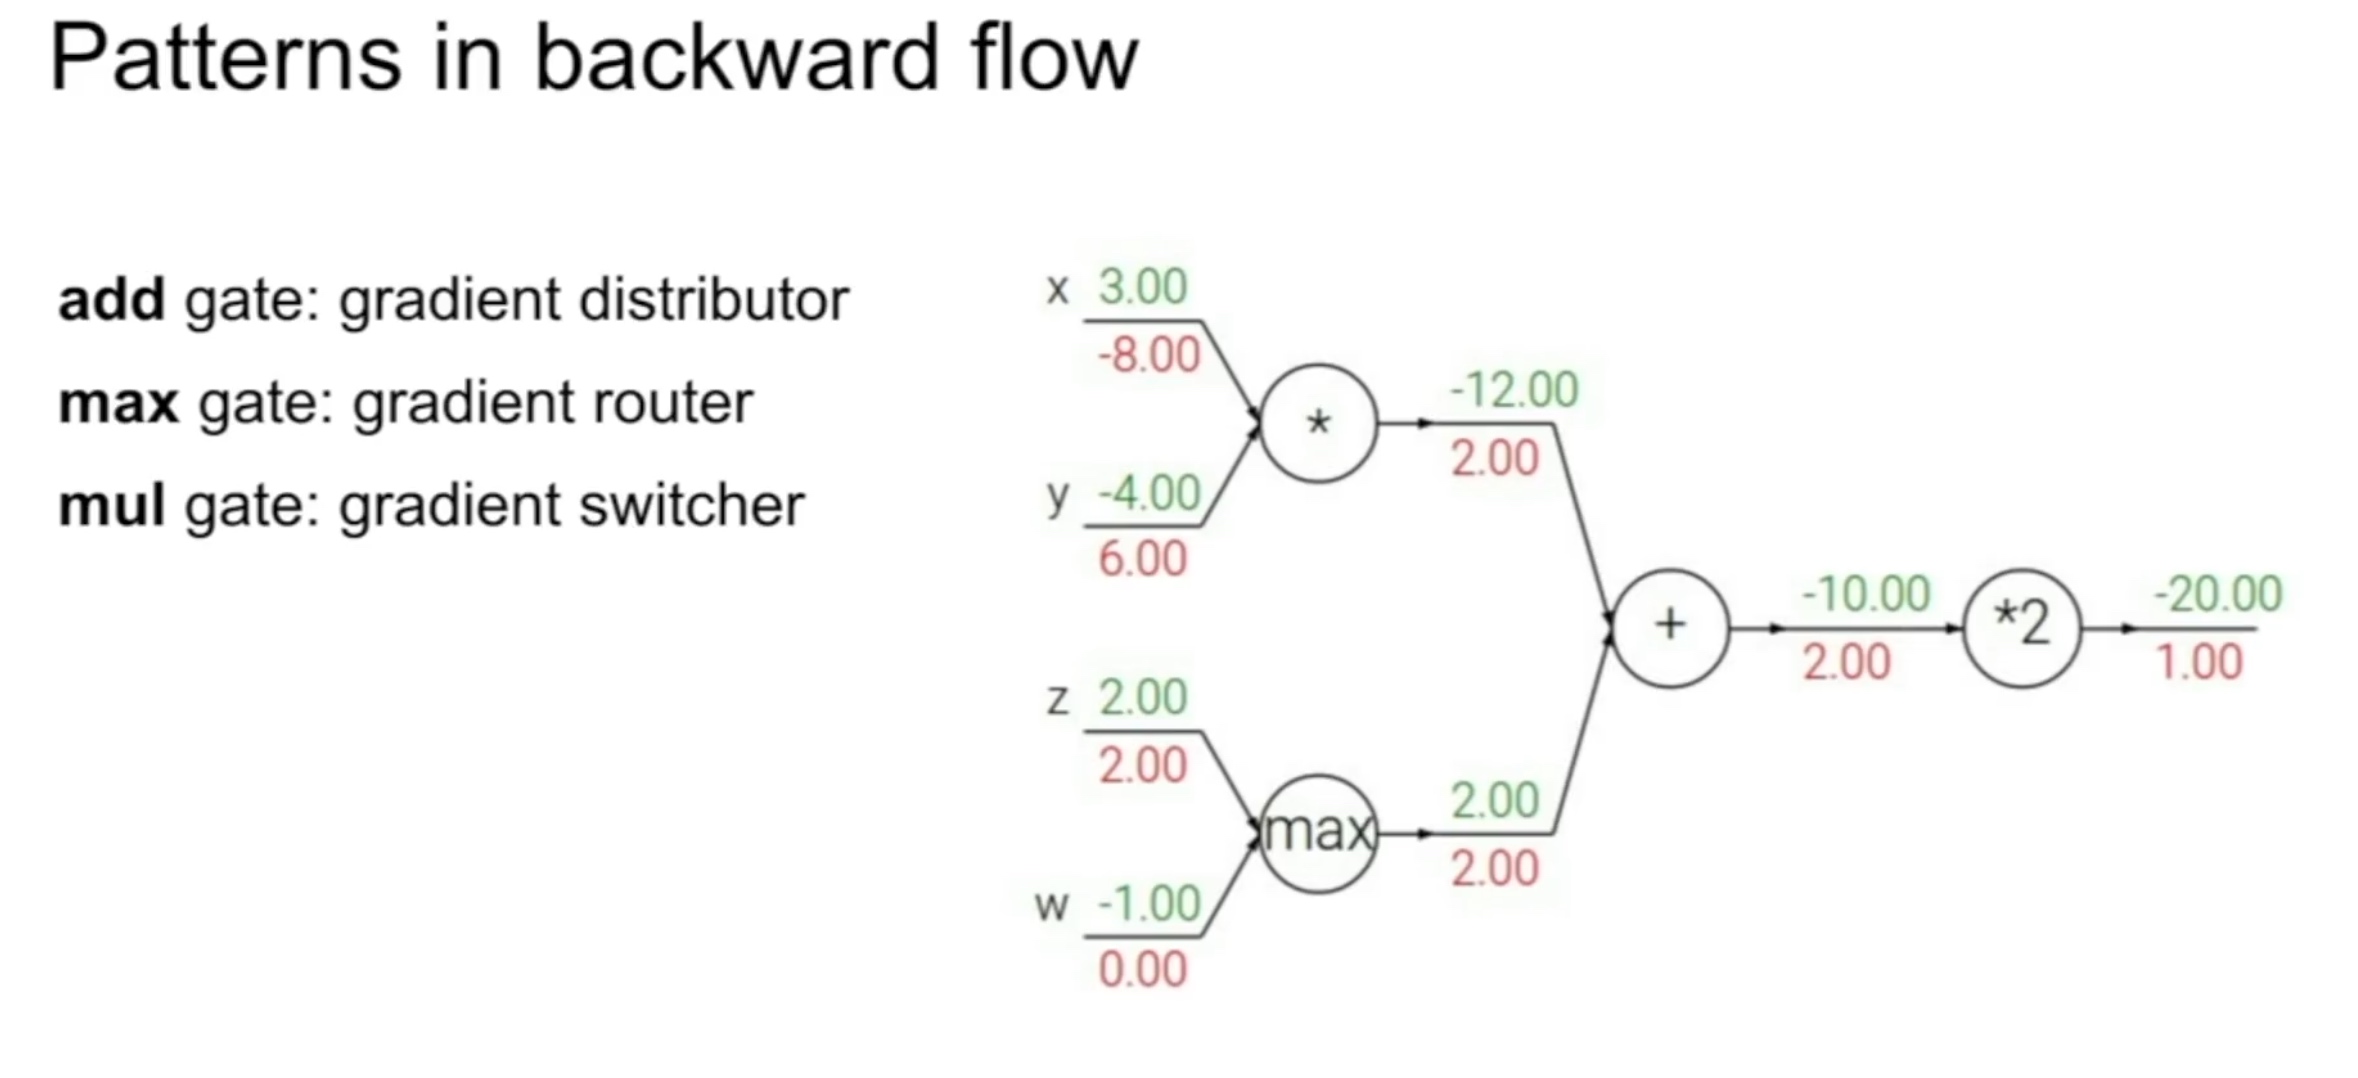 Patterns in backward flow
add gate: gradient distributor
max gate: gradient router
mul gate: gradient switcher
x 3.00
-8.00
*
-12.00
2.00
y -4.00
6.00
+
-10.00
2.00
*2
-20.00
1.00
z 2.00
2.00
max
2.00
2.00
w -1.00
0.00